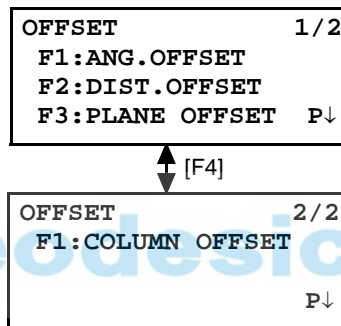 OFFSET 1/2
F1:ANG.OFFSET
F2:DIST.OFFSET
F3:PLANE OFFSET P↓
[F4]
OFFSET 2/2
F1:COLUMN OFFSET
P↓